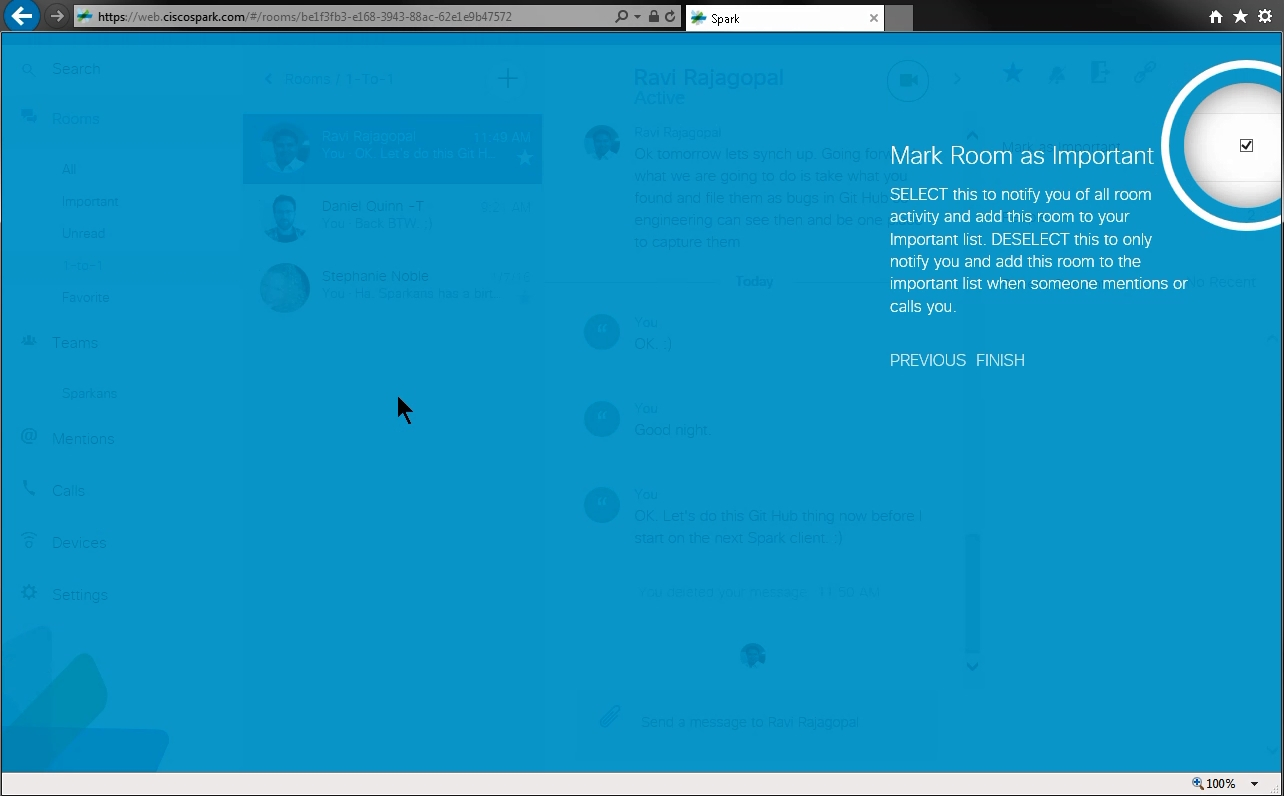 https://web.ciscospark.com/#/rooms/be1f3fb3-e168-3943-88ac-62e1e9b47572
Spark
Search
Rooms
All
Important
Unread
1-to-1
Favorite
Teams
Sparkans
Mentions
@
Calls
Devices
Settings
Rooms / 1-To-1
Ravi Rajagopal 11:49 AM
You: OK. Let's do this Git H...
Daniel Quinn -T
You: Beck BTW. :)
Stephanie Noble
You: Ha. Sparkans has a
Ravi Rajagopal
Active
Ravi Rajagopal
Ok tomorrow lets synch up. Going
what we are going to do is take what you
found and file them as bugs in Git Hub
engineering can see then and be one
to capture them
Today
You
OK. :)
You
Good night.
You
OK. Let's do this Git Hub thing now before I
start on the next Spark client. :)
You deleted your message. 11:50 AM
Send a message to Ravi Rajagopal
Mark as Important
2
No Recent
Mark Room as Important
SELECT this to notify you of all room
activity and add this room to your
Important list. DESELECT this to only
notify you and add this room to the
important list when someone mentions or
calls you.
PREVIOUS FINISH
100%